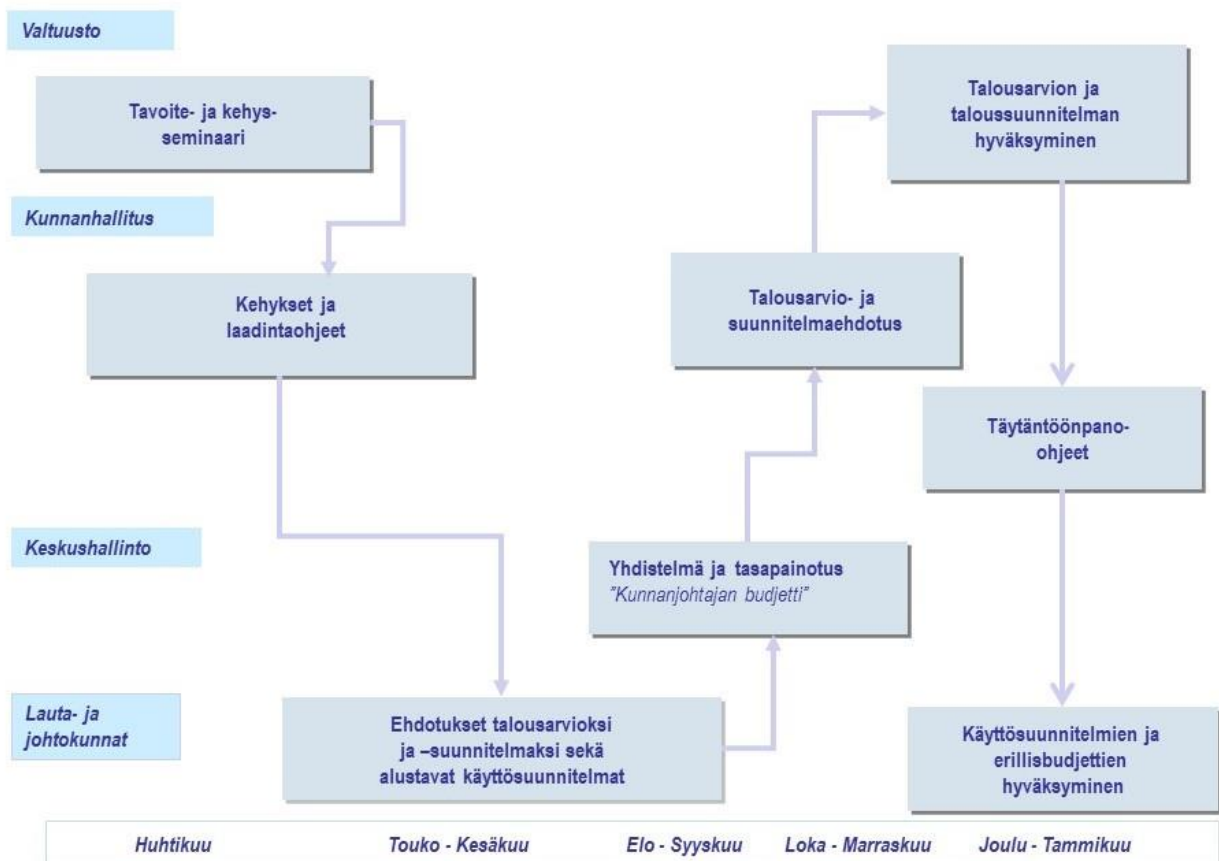 Valtuusto
Tavoite- ja kehys-
seminaari
Talousarvion ja
taloussuunnitelman
hyväksyminen
Kunnanhallitus
Kehykset ja
laadintaohjeet
Talousarvio- ja
suunnitelmaehdotus
Täytäntöönpano-
ohjeet
Keskushallinto
Yhdistelmä ja tasapainotus
"Kunnanjohtajan budjetti"
Lauta- ja
johtokunnat
Ehdotukset talousarvioksi
ja –suunnitelmaksi sekä
alustavat käyttösuunnitelmat
Käyttösuunnitelmien ja
erillisbudjettien
hyväksyminen
Huhtikuu Touko - Kesäkuu Elo - Syyskuu Loka - Marraskuu Joulu - Tammikuu